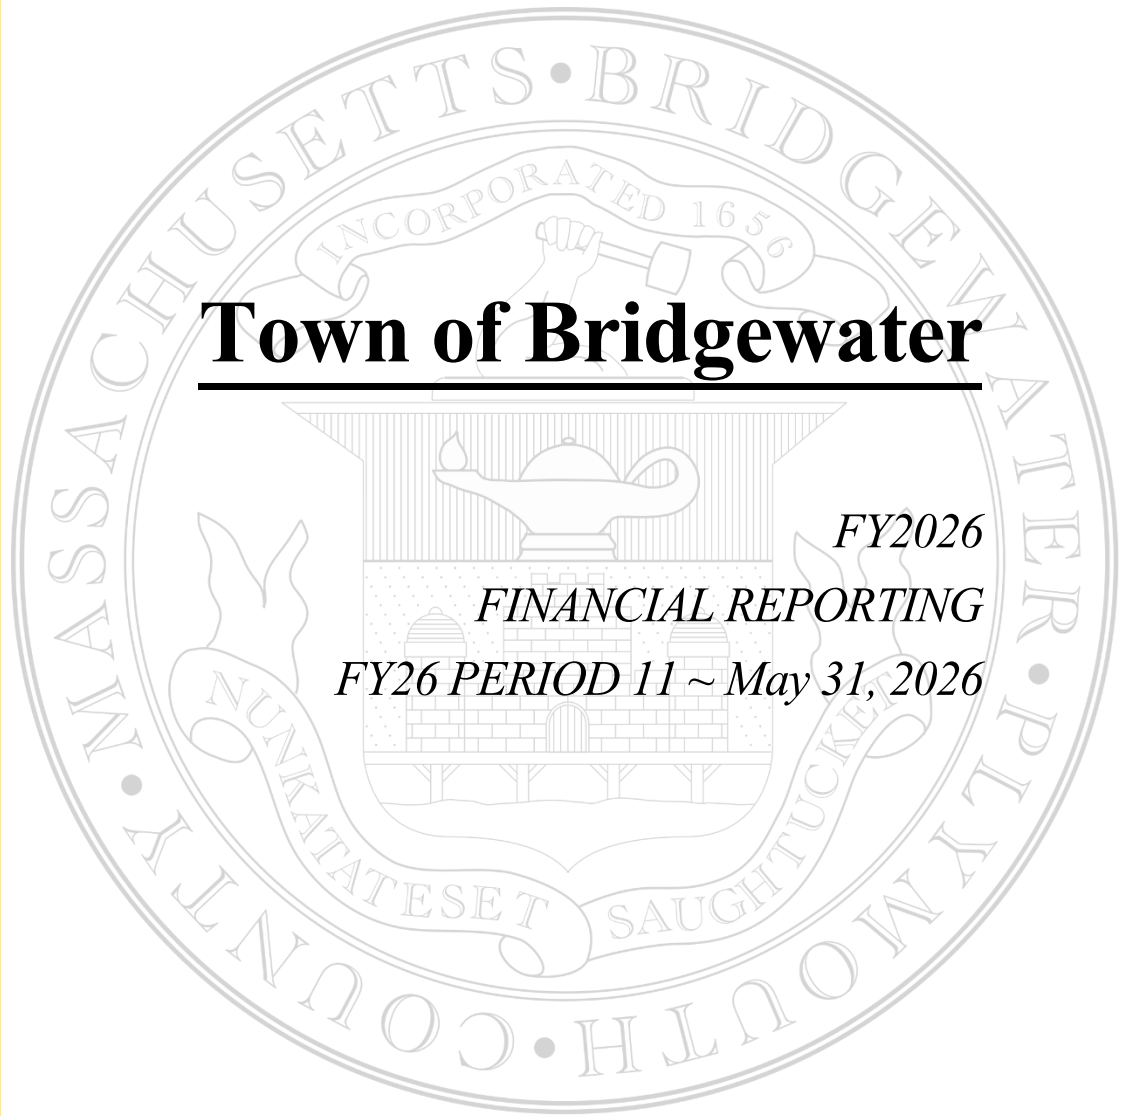 MASSACHUSETTS • BRIDGEWATER • PLYMOUTH • COUNTY •
INCORPORATED 1656
Town of Bridgewater
FY2026
FINANCIAL REPORTING
FY26 PERIOD 11 ~ May 31, 2026
NUNKATATESET
SAUGHTUCKET